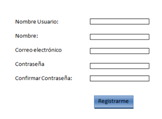 Nombre Usuario:
Nombre:
Correo electrónico
Contraseña
Confirmar Contraseña:
Registrarme